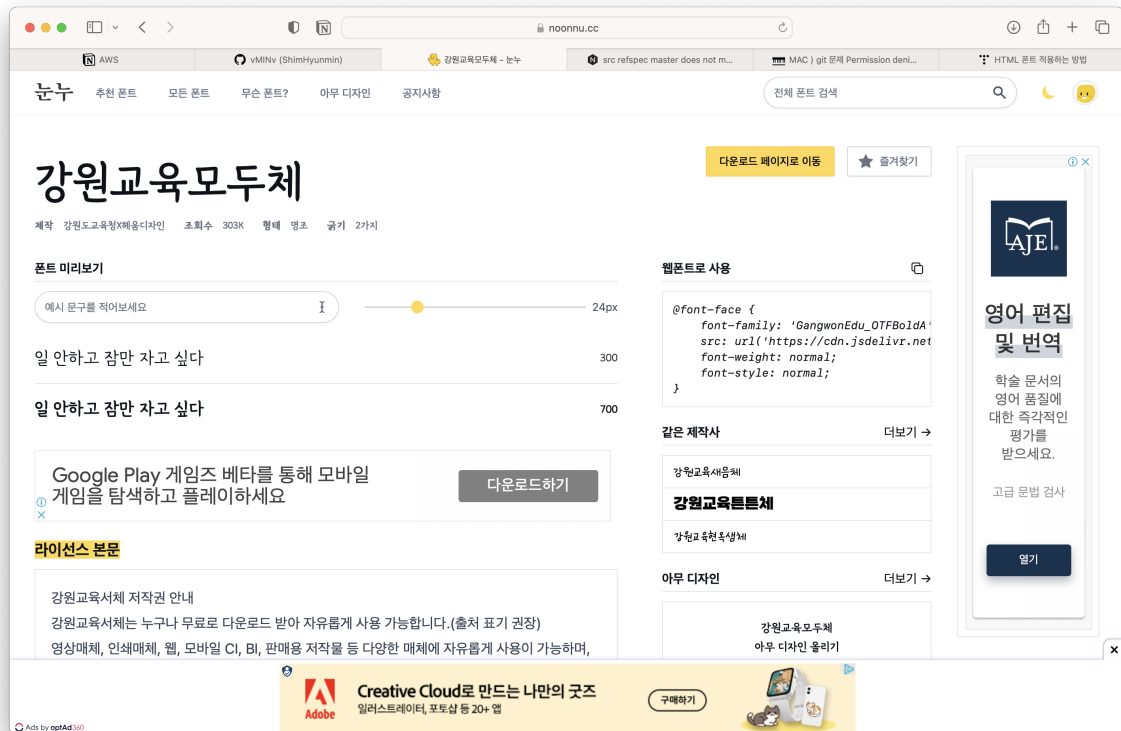 noonnu.cc
AWS
vMINv (ShimHyunmin)
강원교육모두체 - 눈누
src refspec master does not m...
MAC ) git 문제 Permission deni...
HTML 폰트 적용하는 방법
눈누
추천 폰트
모든 폰트
무슨 폰트?
아무 디자인
공지사항
전체 폰트 검색
강원교육모두체
다운로드 페이지로 이동
즐겨찾기
제작 강원도교육청X헤움디자인 조회수 303K 형태 명조 굵기 2가지
폰트 미리보기
예시 문구를 적어보세요
24px
일 안하고 잠만 자고 싶다 300
일 안하고 잠만 자고 싶다 700
Google Play 게임즈 베타를 통해 모바일
게임을 탐색하고 플레이하세요
다운로드하기
라이선스 본문
강원교육서체 저작권 안내
강원교육서체는 누구나 무료로 다운로드 받아 자유롭게 사용 가능합니다.(출처 표기 권장)
영상매체, 인쇄매체, 웹, 모바일 CI, BI, 판매용 저작물 등 다양한 매체에 자유롭게 사용이 가능하며,
웹폰트로 사용
@font-face {
font-family: 'GangwonEdu_OTFBoldA'
src: url('https://cdn.jsdelivr.net
font-weight: normal;
font-style: normal;
}
같은 제작사 더보기 →
강원교육새음체
강원교육튼튼체
강원교육현옥샘체
아무 디자인 더보기 →
강원교육모두체
아무 디자인 올리기
AJE
영어 편집
및 번역
학술 문서의
영어 품질에
대한 즉각적인
평가를
받으세요.
고급 문법 검사
열기
Adobe
Creative Cloud로 만드는 나만의 굿즈
일러스트레이터, 포토샵 등 20+ 앱
구매하기
Ads by optAd360